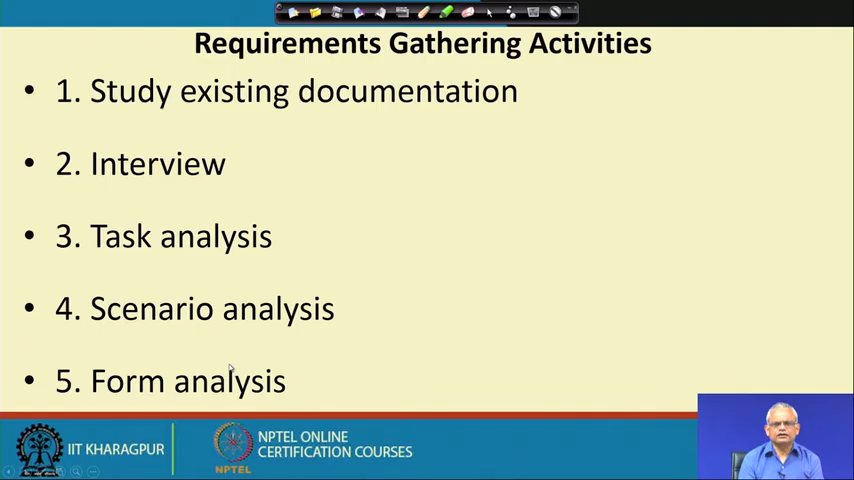 Requirements Gathering Activities
• 1. Study existing documentation
• 2. Interview
• 3. Task analysis
• 4. Scenario analysis
• 5. Form analysis
IIT KHARAGPUR
NPTEL
NPTEL ONLINE
CERTIFICATION COURSES